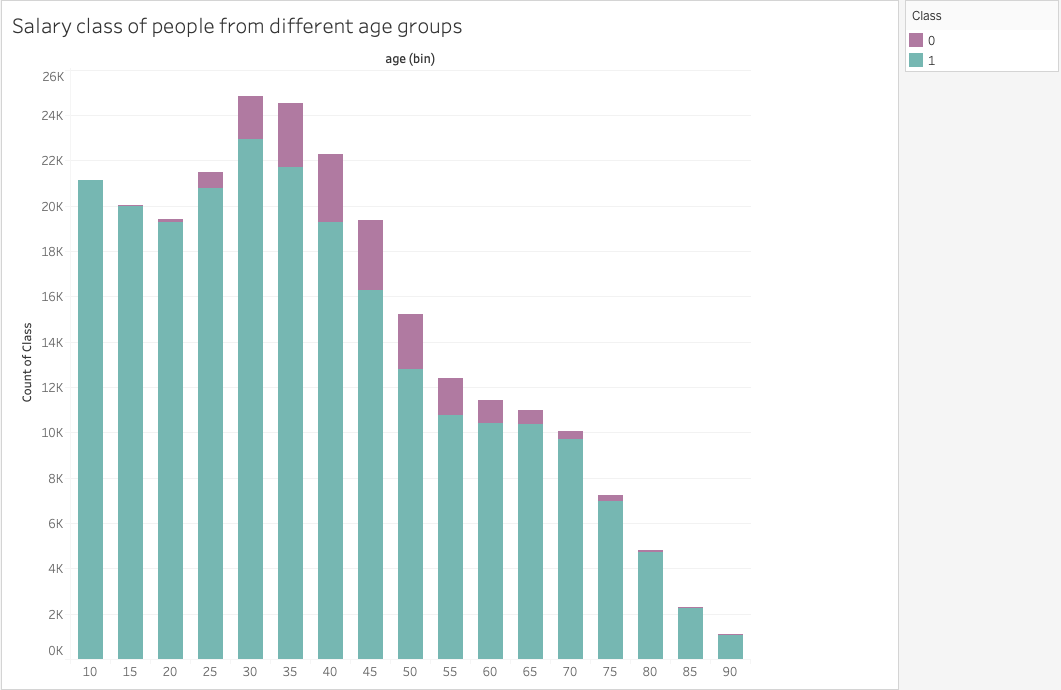 Salary class of people from different age groups
Class
0
1
age (bin)
26K
24K
22K
20K
18K
16K
14K
12K
10K
8K
6K
4K
2K
0K
Count of Class
10 15 20 25 30 35 40 45 50 55 60 65 70 75 80 85 90